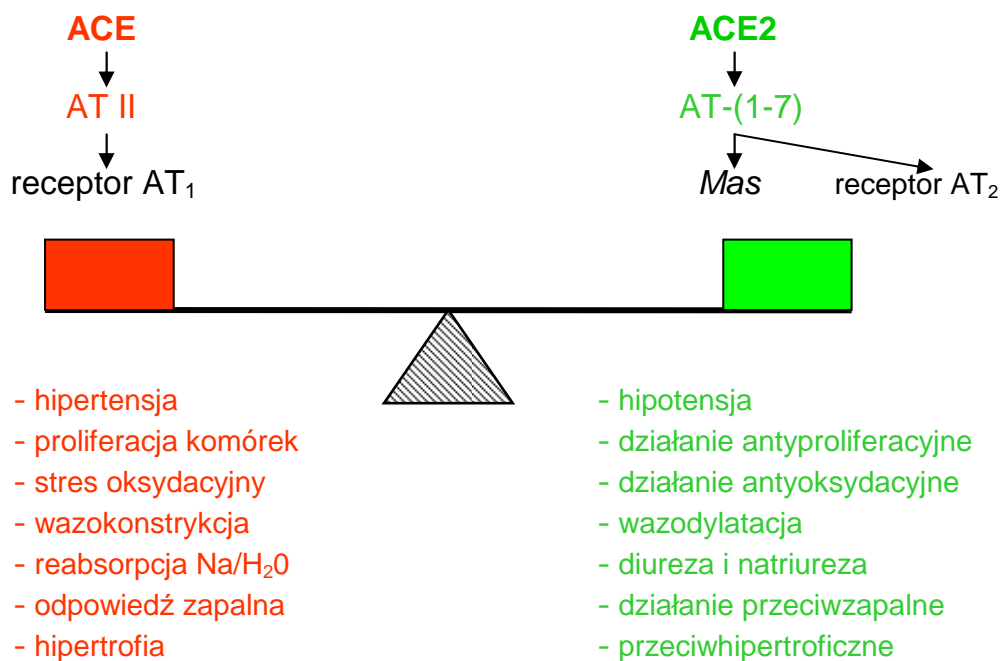 ACE
AT II
receptor AT₁
ACE2
AT-(1-7)
Mas
receptor AT₂
- hipertensja
- proliferacja komórek
- stres oksydacyjny
- wazokonstrykcja
- reabsorpcja Na/H₂0
- odpowiedź zapalna
- hipertrofia
- hipotensja
- działanie antyproliferacyjne
- działanie antyoksydacyjne
- wazodylatacja
- diureza i natriureza
- działanie przeciwzapalne
- przeciwhipertroficzne